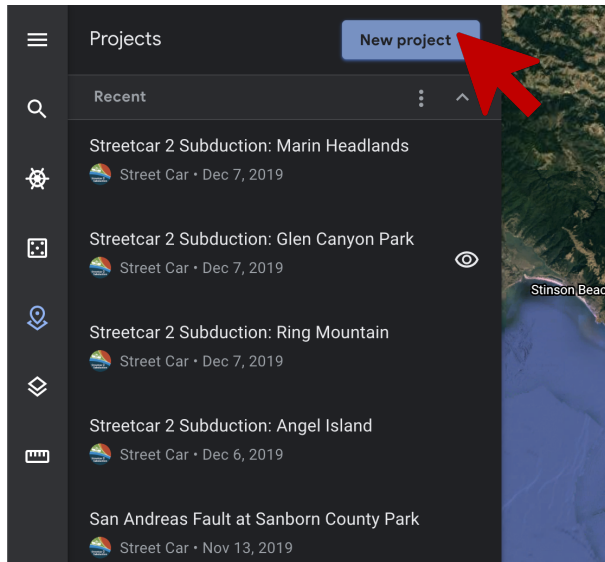 Projects
New project
Recent
Streetcar 2 Subduction: Marin Headlands
Street Car • Dec 7, 2019
Streetcar 2 Subduction: Glen Canyon Park
Street Car • Dec 7, 2019
Stinson Beac
Streetcar 2 Subduction: Ring Mountain
Street Car • Dec 7, 2019
Streetcar 2 Subduction: Angel Island
Street Car • Dec 6, 2019
San Andreas Fault at Sanborn County Park
Street Car • Nov 13, 2019